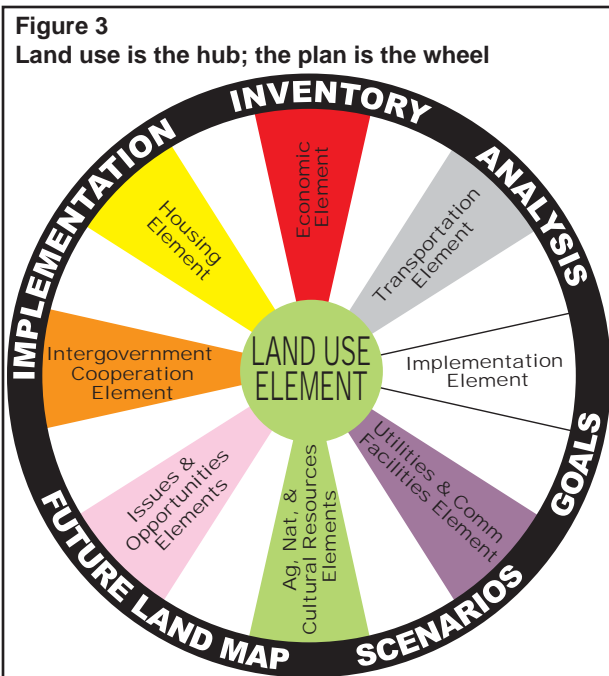 Figure 3
Land use is the hub; the plan is the wheel
INVENTORY
ANALYSIS
GOALS
SCENARIOS
FUTURE LAND MAP
IMPLEMENTATION
Economic
Element
Transportation
Element
Implementation
Element
Utilities & Comm
Facilities Element
Ag, Nat, &
Cultural Resources
Elements
Issues &
Opportunities
Elements
Intergovernment
Cooperation
Element
Housing
Element
LAND USE
ELEMENT